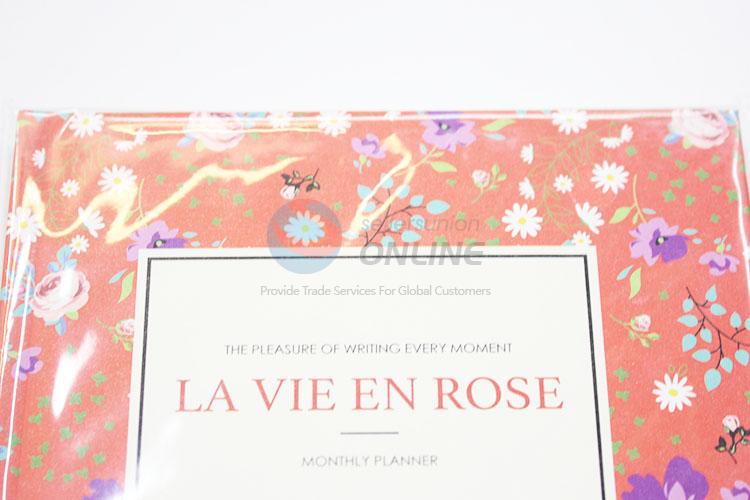 sellersunion
ONLINE
Provide Trade Services For Global Customers
THE PLEASURE OF WRITING EVERY MOMENT
LA VIE EN ROSE
MONTHLY PLANNER